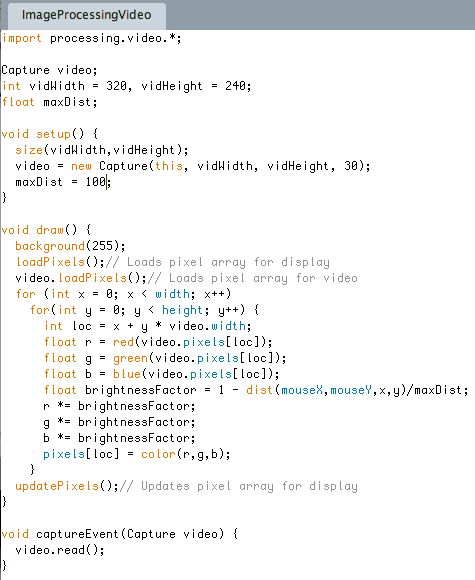 ImageProcessingVideo
import processing.video.*;
Capture video;
int vidWidth = 320, vidHeight = 240;
float maxDist;
void setup() {
  size(vidWidth,vidHeight);
  video = new Capture(this, vidWidth, vidHeight, 30);
  maxDist = 100;
}
void draw() {
  background(255);
  loadPixels();// Loads pixel array for display
  video.loadPixels();// Loads pixel array for video
  for (int x = 0; x < width; x++)
    for(int y = 0; y < height; y++) {
      int loc = x + y * video.width;
      float r = red(video.pixels[loc]);
      float g = green(video.pixels[loc]);
      float b = blue(video.pixels[loc]);
      float brightnessFactor = 1 - dist(mouseX,mouseY,x,y)/maxDist;
      r *= brightnessFactor;
      g *= brightnessFactor;
      b *= brightnessFactor;
      pixels[loc] = color(r,g,b);
    }
  updatePixels();// Updates pixel array for display
}
void captureEvent(Capture video) {
  video.read();
}